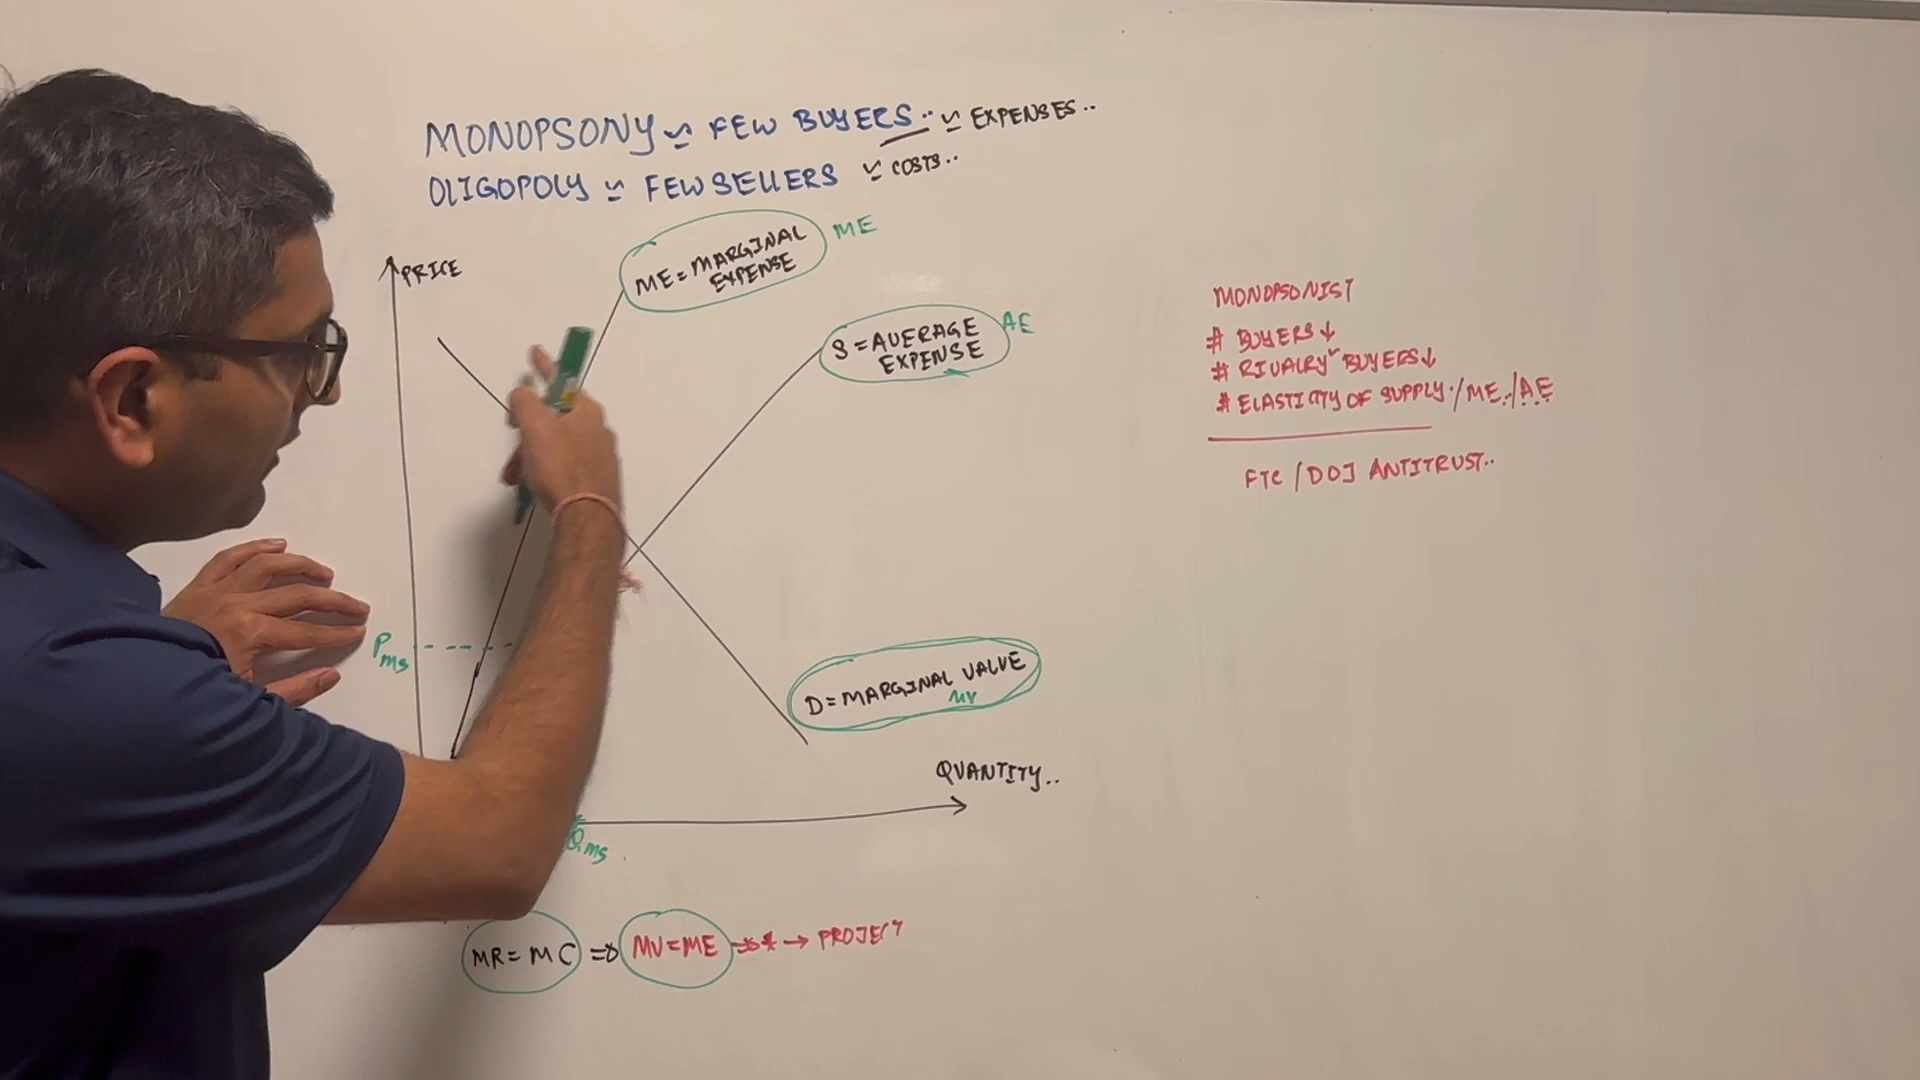 MONOPSONY ≌ FEW BUYERS.. ≌ EXPENSES..
OLIGOPOLY ≌ FEW SELLERS ≌ COSTS..
PRICE
ME = MARGINAL
EXPENSE
ME
S = AVERAGE
EXPENSE
AE
Pms
D = MARGINAL VALUE
MV
QUANTITY..
Qms
MR = MC => MV = ME => * → PROJECT
MONOPSONIST
# BUYERS ↓
# RIVALRY BUYERS ↓
# ELASTICITY OF SUPPLY./ME./AE
FTC / DOJ ANTITRUST..